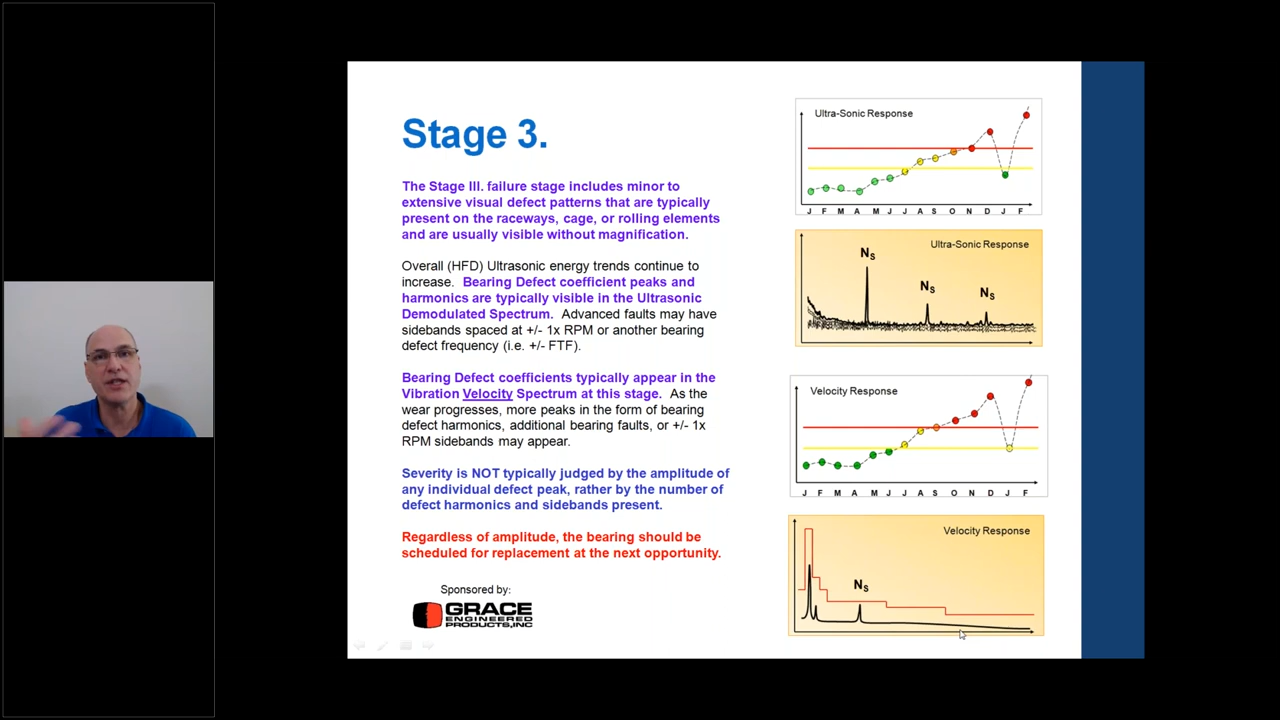 Stage 3.
The Stage III. failure stage includes minor to
extensive visual defect patterns that are typically
present on the raceways, cage, or rolling elements
and are usually visible without magnification.
Overall (HFD) Ultrasonic energy trends continue to
increase. Bearing Defect coefficient peaks and
harmonics are typically visible in the Ultrasonic
Demodulated Spectrum. Advanced faults may have
sidebands spaced at +/- 1x RPM or another bearing
defect frequency (i.e. +/- FTF).
Bearing Defect coefficients typically appear in the
Vibration Velocity Spectrum at this stage. As the
wear progresses, more peaks in the form of bearing
defect harmonics, additional bearing faults, or +/- 1x
RPM sidebands may appear.
Severity is NOT typically judged by the amplitude of
any individual defect peak, rather by the number of
defect harmonics and sidebands present.
Regardless of amplitude, the bearing should be
scheduled for replacement at the next opportunity.
Sponsored by:
GRACE
ENGINEERED
PRODUCTS,INC
Ultra-Sonic Response
J F M A M J J A S O N D J F
Ultra-Sonic Response
NS
NS
NS
Velocity Response
J F M A M J J A S O N D J F
Velocity Response
NS